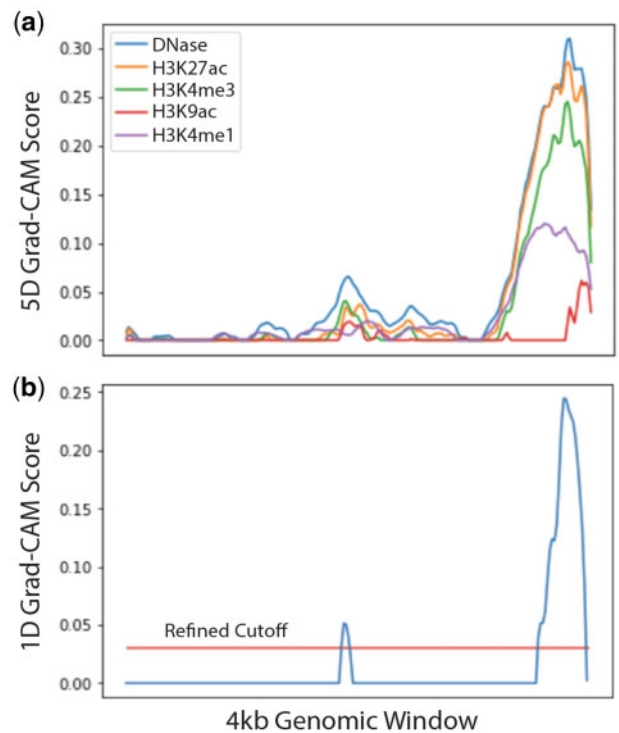 (a)
5D Grad-CAM Score
0.30
0.25
0.20
0.15
0.10
0.05
0.00
DNase
H3K27ac
H3K4me3
H3K9ac
H3K4me1
(b)
1D Grad-CAM Score
0.25
0.20
0.15
0.10
0.05
0.00
Refined Cutoff
4kb Genomic Window